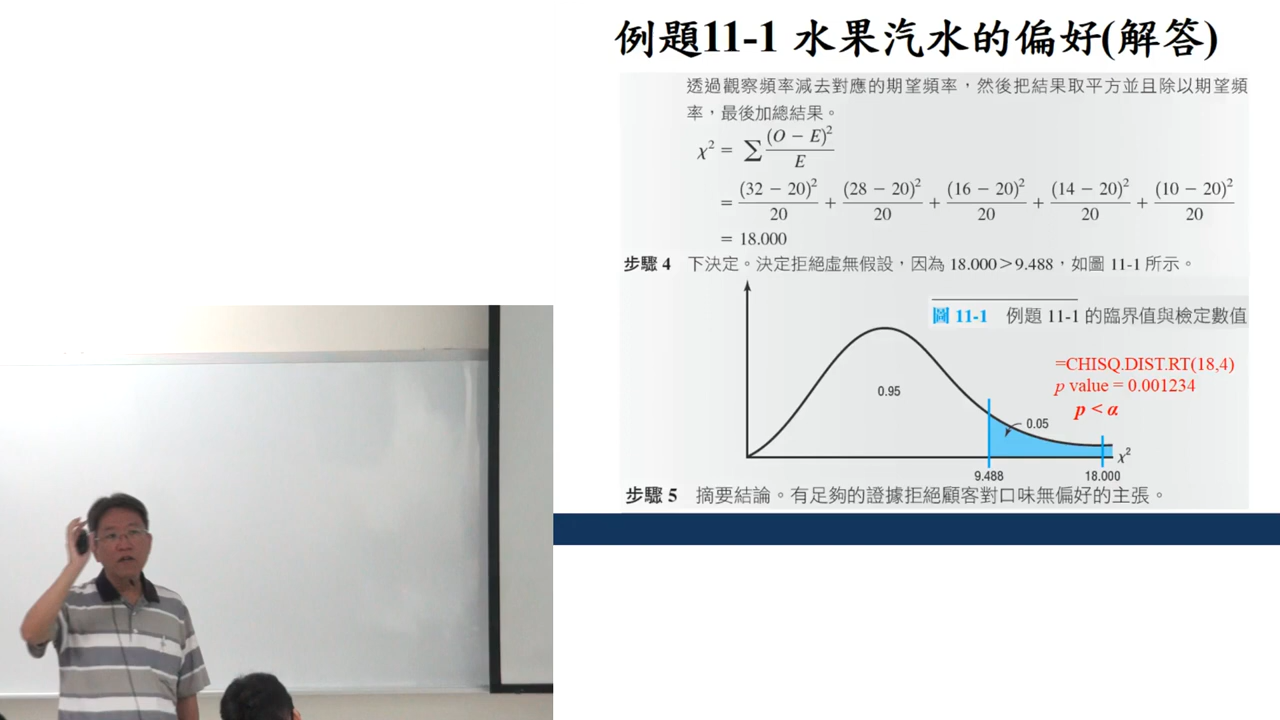 例題11-1 水果汽水的偏好(解答)
透過觀察頻率減去對應的期望頻率，然後把結果取平方並且除以期望頻
率，最後加總結果。
χ² = ∑ (O − E)² / E
= (32 − 20)² / 20 + (28 − 20)² / 20 + (16 − 20)² / 20 + (14 − 20)² / 20 + (10 − 20)² / 20
= 18.000
步驟 4 下決定。決定拒絕虛無假設，因為 18.000>9.488，如圖 11-1 所示。
圖 11-1 例題 11-1 的臨界值與檢定數值
=CHISQ.DIST.RT(18,4)
p value = 0.001234
p < α
0.95
0.05
χ²
9.488 18.000
步驟 5 摘要結論。有足夠的證據拒絕顧客對口味無偏好的主張。